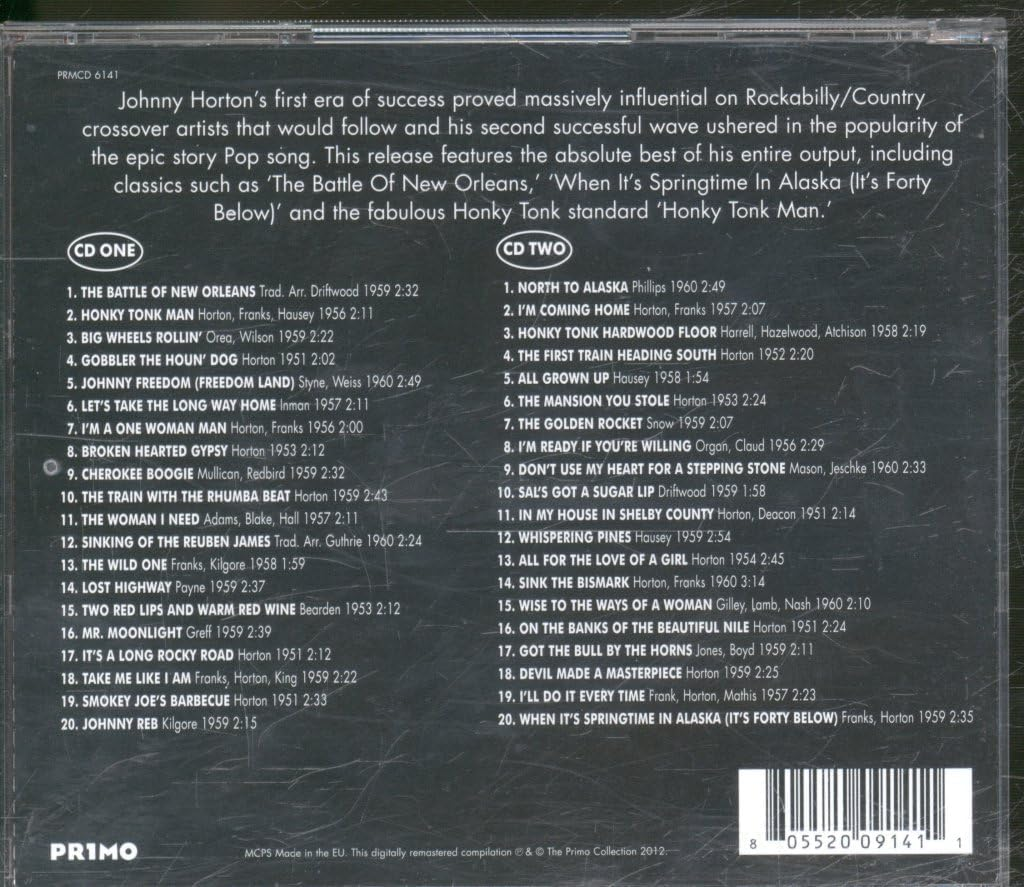 PRMCD 6141
Johnny Horton's first era of success proved massively influential on Rockabilly/Country
crossover artists that would follow and his second successful wave ushered in the popularity of
the epic story Pop song. This release features the absolute best of his entire output, including
classics such as 'The Battle Of New Orleans,' 'When It's Springtime In Alaska (It's Forty
Below)' and the fabulous Honky Tonk standard 'Honky Tonk Man.'
CD ONE
1. THE BATTLE OF NEW ORLEANS Trad. Arr. Driftwood 1959 2:32
2. HONKY TONK MAN Horton, Franks, Hausey 1956 2:11
3. BIG WHEELS ROLLIN' Orea, Wilson 1959 2:22
4. GOBBLER THE HOUN' DOG Horton 1951 2:02
5. JOHNNY FREEDOM (FREEDOM LAND) Styne, Weiss 1960 2:49
6. LET'S TAKE THE LONG WAY HOME Inman 1957 2:11
7. I'M A ONE WOMAN MAN Horton, Franks 1956 2:00
8. BROKEN HEARTED GYPSY Horton 1953 2:12
9. CHEROKEE BOOGIE Mullican, Redbird 1959 2:32
10. THE TRAIN WITH THE RHUMBA BEAT Horton 1959 2:43
11. THE WOMAN I NEED Adams, Blake, Hall 1957 2:11
12. SINKING OF THE REUBEN JAMES Trad. Arr. Guthrie 1960 2:24
13. THE WILD ONE Franks, Kilgore 1958 1:59
14. LOST HIGHWAY Payne 1959 2:37
15. TWO RED LIPS AND WARM RED WINE Bearden 1953 2:12
16. MR. MOONLIGHT Greff 1959 2:39
17. IT'S A LONG ROCKY ROAD Horton 1951 2:12
18. TAKE ME LIKE I AM Franks, Horton, King 1959 2:22
19. SMOKEY JOE'S BARBECUE Horton 1951 2:33
20. JOHNNY REB Kilgore 1959 2:15
CD TWO
1. NORTH TO ALASKA Phillips 1960 2:49
2. I'M COMING HOME Horton, Franks 1957 2:07
3. HONKY TONK HARDWOOD FLOOR Harrell, Hazelwood, Atchison 1958 2:19
4. THE FIRST TRAIN HEADING SOUTH Horton 1952 2:20
5. ALL GROWN UP Hausey 1958 1:54
6. THE MANSION YOU STOLE Horton 1953 2:24
7. THE GOLDEN ROCKET Snow 1959 2:07
8. I'M READY IF YOU'RE WILLING Organ, Claud 1956 2:29
9. DON'T USE MY HEART FOR A STEPPING STONE Mason, Jeschke 1960 2:33
10. SAL'S GOT A SUGAR LIP Driftwood 1959 1:58
11. IN MY HOUSE IN SHELBY COUNTY Horton, Deacon 1951 2:14
12. WHISPERING PINES Hausey 1959 2:54
13. ALL FOR THE LOVE OF A GIRL Horton 1954 2:45
14. SINK THE BISMARK Horton, Franks 1960 3:14
15. WISE TO THE WAYS OF A WOMAN Gilley, Lamb, Nash 1960 2:10
16. ON THE BANKS OF THE BEAUTIFUL NILE Horton 1951 2:24
17. GOT THE BULL BY THE HORNS Jones, Boyd 1959 2:11
18. DEVIL MADE A MASTERPIECE Horton 1959 2:25
19. I'LL DO IT EVERY TIME Frank, Horton, Mathis 1957 2:23
20. WHEN IT'S SPRINGTIME IN ALASKA (IT'S FORTY BELOW) Franks, Horton 1959 2:35
PR1MO
MCPS Made in the EU. This digitally remastered compilation ℗ & © The Primo Collection 2012.
8 05520 09141 1